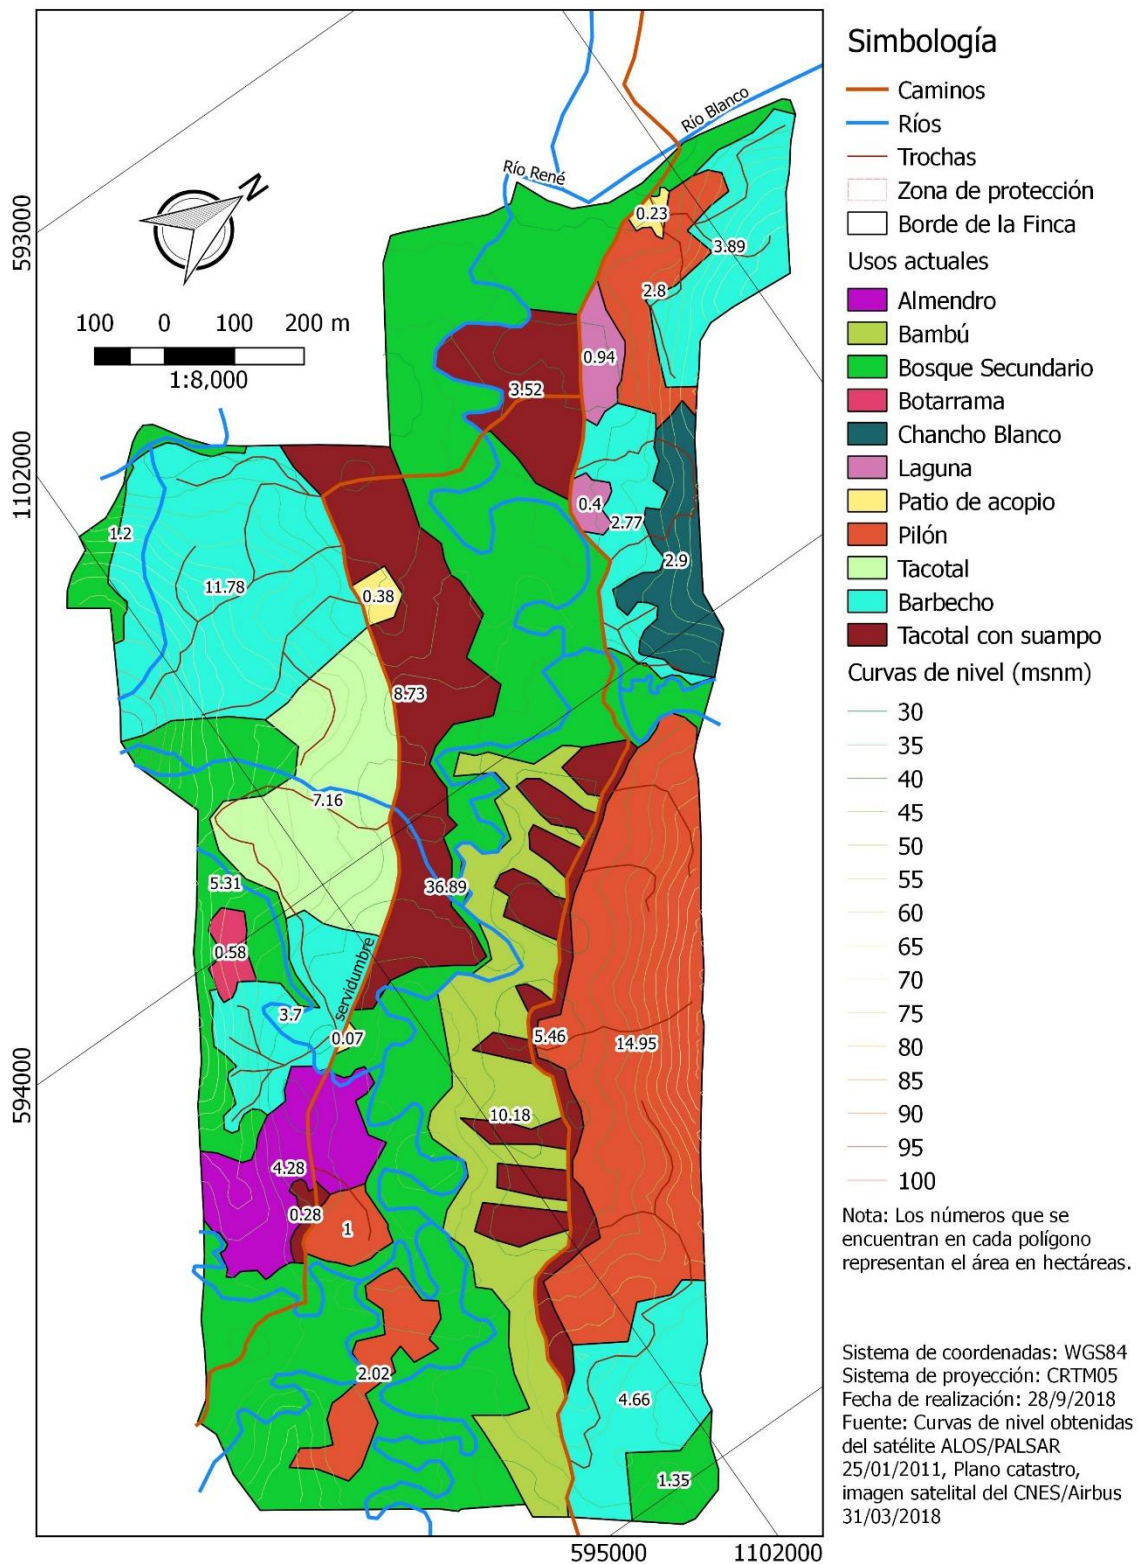 Río Blanco
Río René
0.23
3.89
2.8
0.94
3.52
0.4
2.77
2.9
1.2
11.78
0.38
8.73
7.16
36.89
5.31
0.58
servidumbre
3.7
0.07
5.46
14.95
10.18
4.28
0.28
1
2.02
4.66
1.35
N
100 0 100 200 m
1:8,000
593000
1102000
594000
595000
1102000
Simbología
Caminos
Ríos
Trochas
Zona de protección
Borde de la Finca
Usos actuales
Almendro
Bambú
Bosque Secundario
Botarrama
Chancho Blanco
Laguna
Patio de acopio
Pilón
Tacotal
Barbecho
Tacotal con suampo
Curvas de nivel (msnm)
30
35
40
45
50
55
60
65
70
75
80
85
90
95
100
Nota: Los números que se
encuentran en cada polígono
representan el área en hectáreas.
Sistema de coordenadas: WGS84
Sistema de proyección: CRTM05
Fecha de realización: 28/9/2018
Fuente: Curvas de nivel obtenidas
del satélite ALOS/PALSAR
25/01/2011, Plano catastro,
imagen satelital del CNES/Airbus
31/03/2018